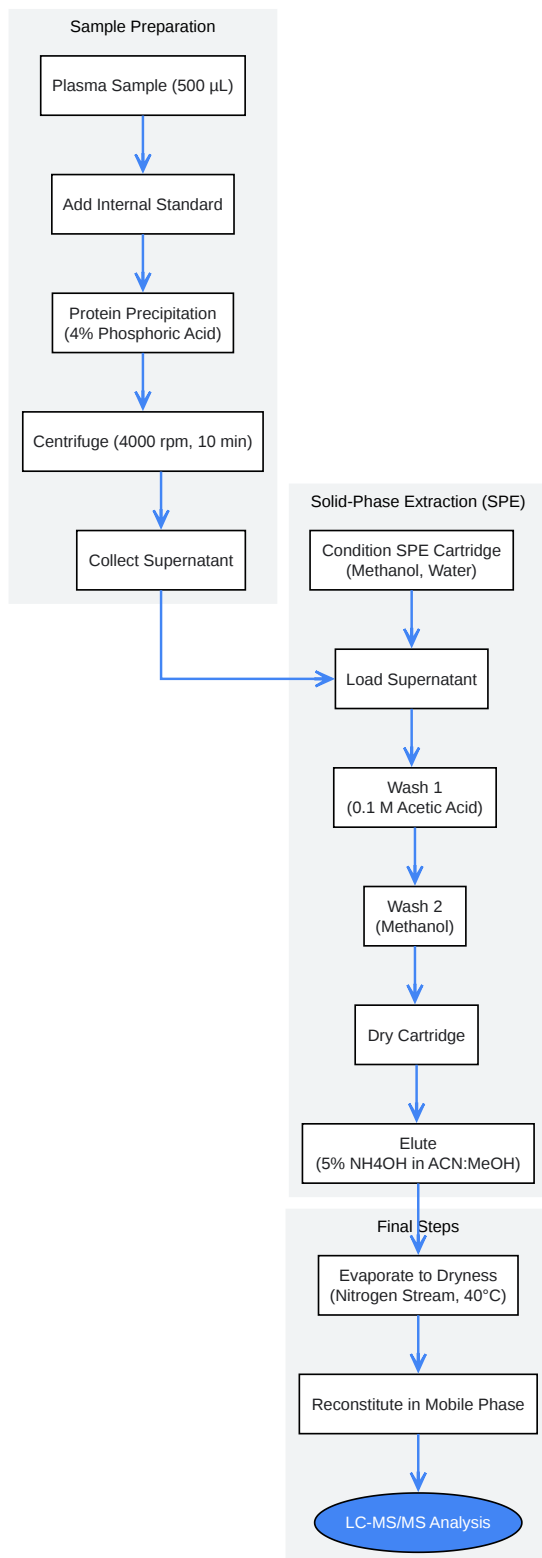 Sample Preparation
Plasma Sample (500 µL)
Add Internal Standard
Protein Precipitation
(4% Phosphoric Acid)
Centrifuge (4000 rpm, 10 min)
Collect Supernatant
Solid-Phase Extraction (SPE)
Condition SPE Cartridge
(Methanol, Water)
Load Supernatant
Wash 1
(0.1 M Acetic Acid)
Wash 2
(Methanol)
Dry Cartridge
Elute
(5% NH4OH in ACN:MeOH)
Final Steps
Evaporate to Dryness
(Nitrogen Stream, 40°C)
Reconstitute in Mobile Phase
LC-MS/MS Analysis